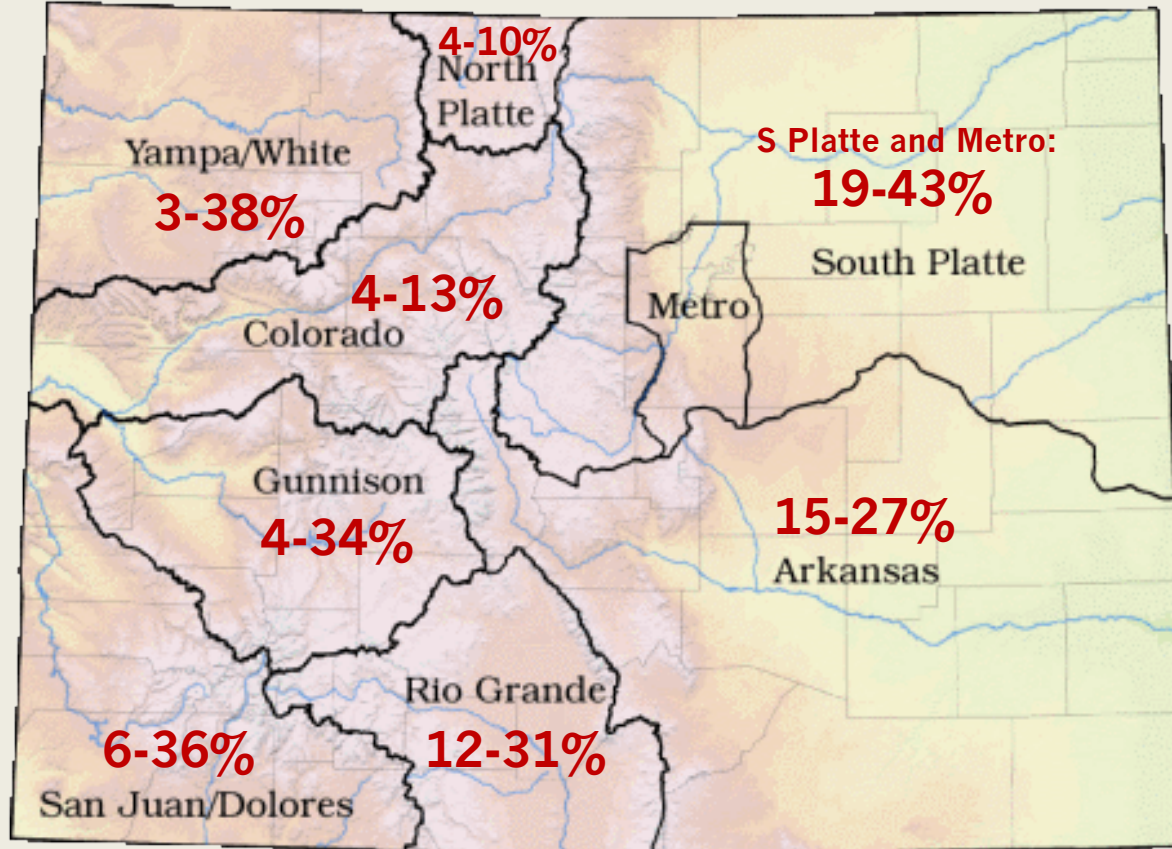 4-10%
North
Platte
Yampa/White
3-38%
S Platte and Metro:
19-43%
South Platte
4-13%
Colorado
Metro
Gunnison
4-34%
15-27%
Arkansas
Rio Grande
12-31%
6-36%
San Juan/Dolores